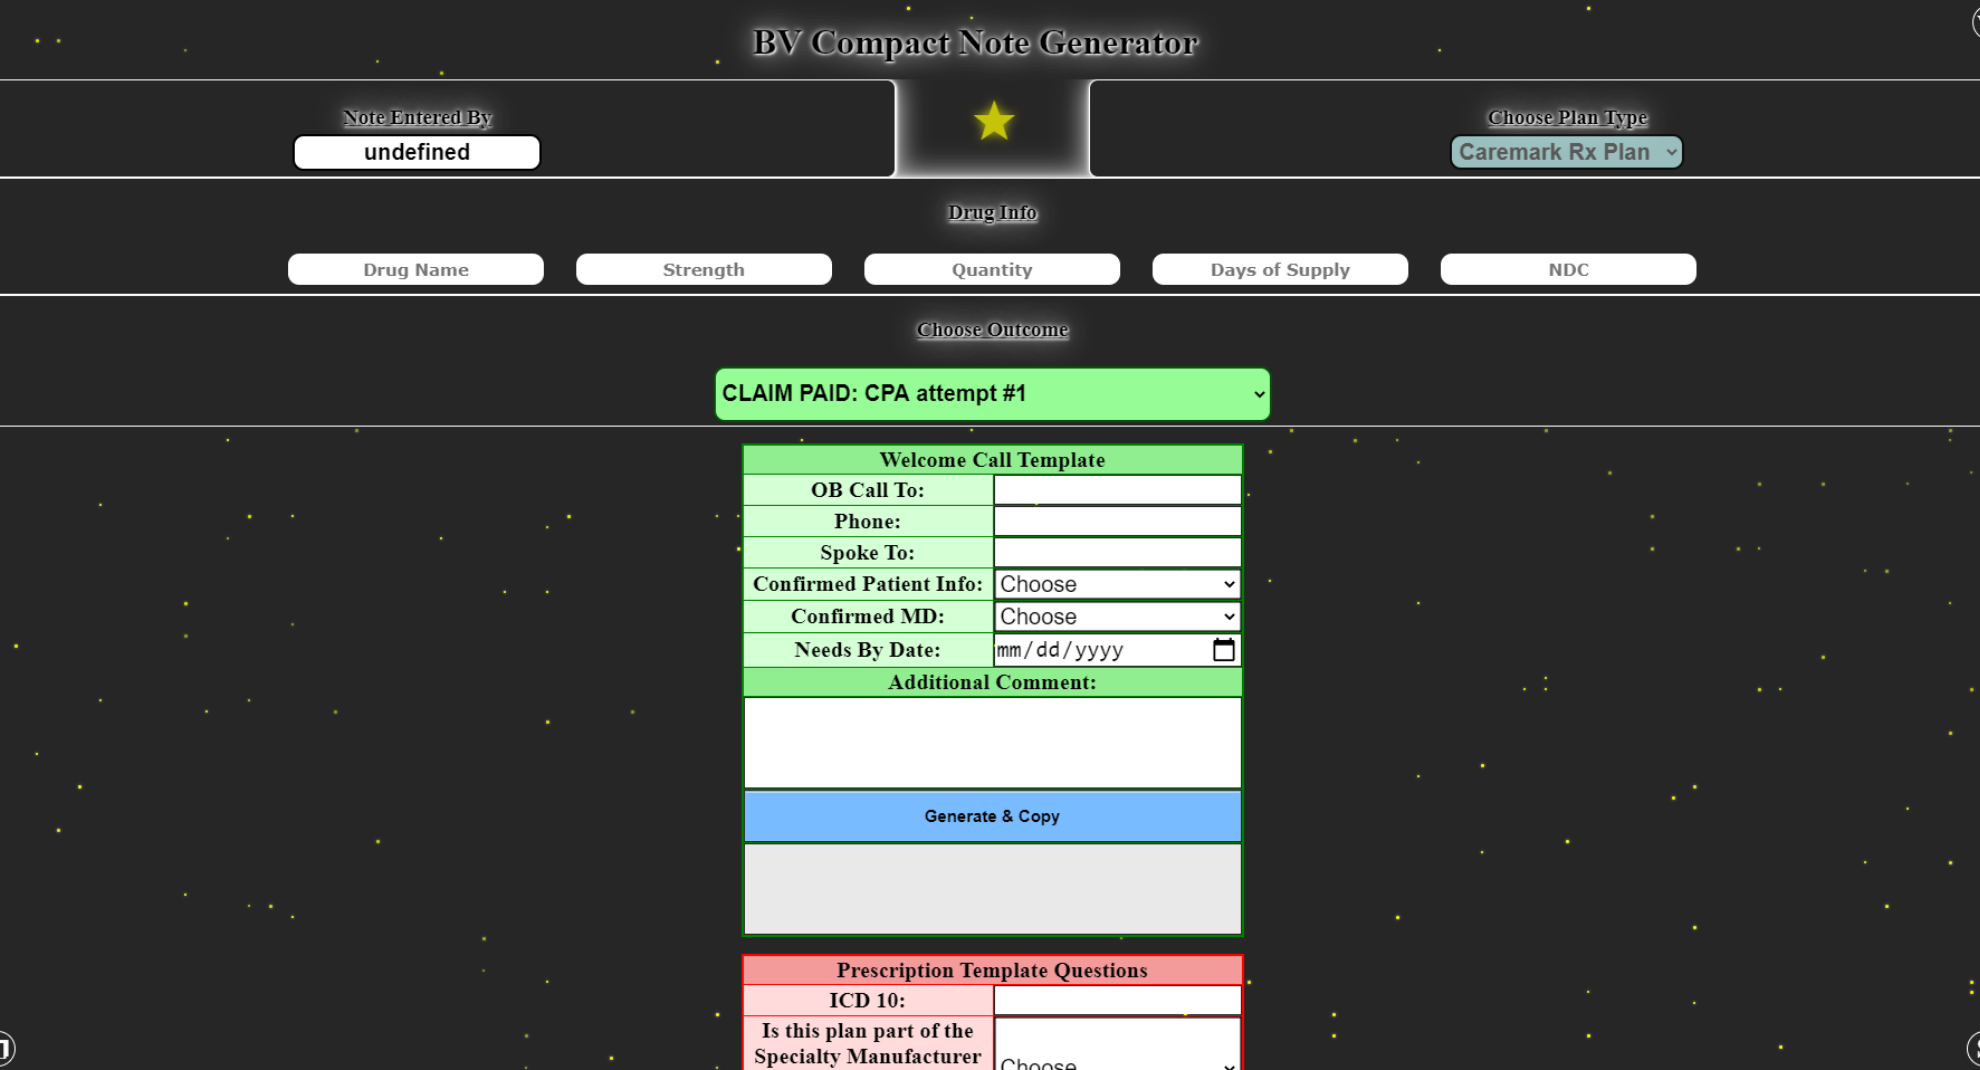 BV Compact Note Generator
Note Entered By
undefined
Choose Plan Type
Caremark Rx Plan
Drug Info
Drug Name
Strength
Quantity
Days of Supply
NDC
Choose Outcome
CLAIM PAID: CPA attempt #1
Welcome Call Template
OB Call To:
Phone:
Spoke To:
Confirmed Patient Info:
Choose
Confirmed MD:
Choose
Needs By Date:
mm/dd/yyyy
Additional Comment:
Generate & Copy
Prescription Template Questions
ICD 10:
Is this plan part of the
Specialty Manufacturer
Choose